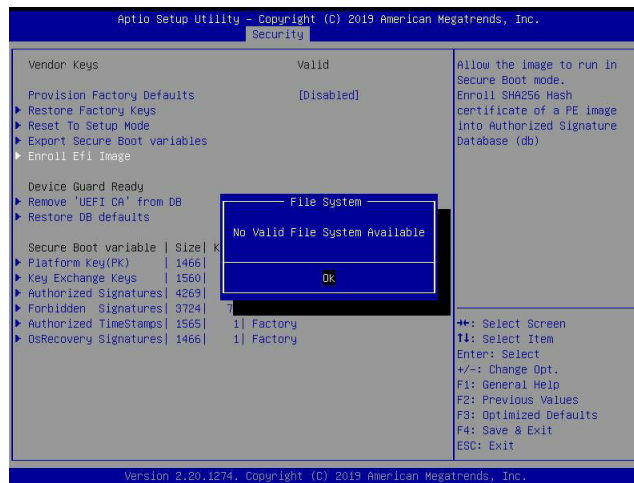 Aptio Setup Utility – Copyright (C) 2019 American Megatrends, Inc.
Security
Vendor Keys Valid
Provision Factory Defaults [Disabled]
Restore Factory Keys
Reset To Setup Mode
Export Secure Boot variables
Enroll Efi Image
Device Guard Ready
Remove 'UEFI CA' from DB
Restore DB defaults
Secure Boot variable | Size| K
Platform Key(PK) | 1466|
Key Exchange Keys | 1560|
Authorized Signatures| 4269|
Forbidden Signatures| 3724| 7
Authorized TimeStamps| 1565| 1| Factory
OsRecovery Signatures| 1466| 1| Factory
File System
No Valid File System Available
Ok
Allow the image to run in
Secure Boot mode.
Enroll SHA256 Hash
certificate of a PE image
into Authorized Signature
Database (db)
→←: Select Screen
↑↓: Select Item
Enter: Select
+/-: Change Opt.
F1: General Help
F2: Previous Values
F3: Optimized Defaults
F4: Save & Exit
ESC: Exit
Version 2.20.1274. Copyright (C) 2019 American Megatrends, Inc.